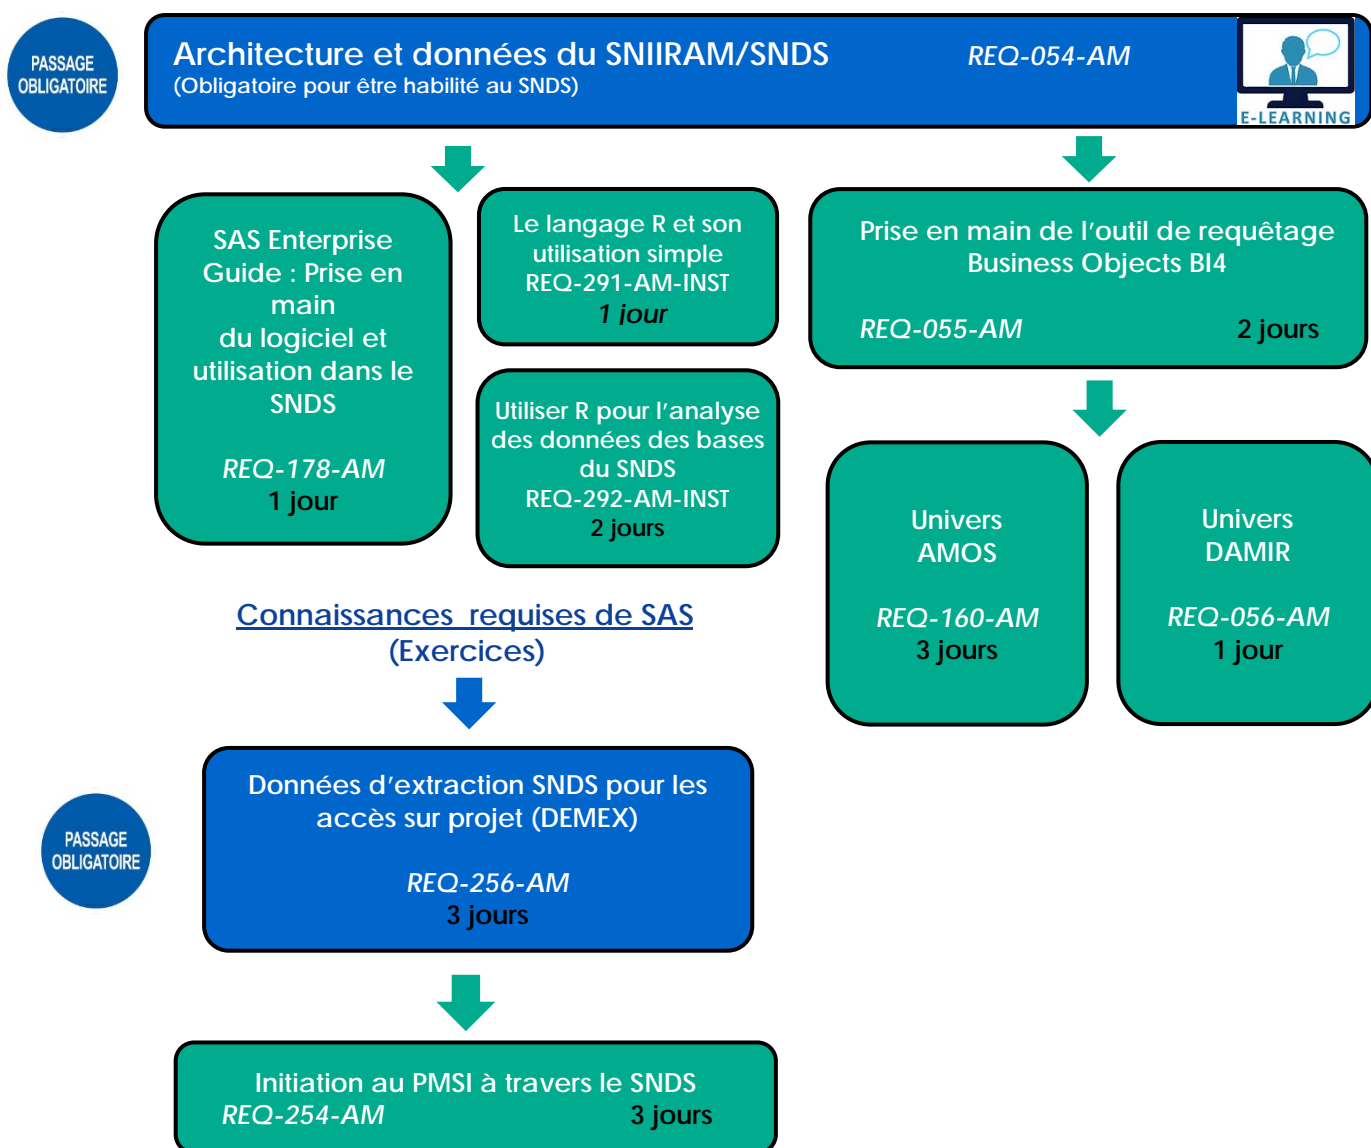 PASSAGE
OBLIGATOIRE
Architecture et données du SNIIRAM/SNDS REQ-054-AM
(Obligatoire pour être habilité au SNDS)
E-LEARNING
SAS Enterprise
Guide : Prise en
main
du logiciel et
utilisation dans le
SNDS
REQ-178-AM
1 jour
Le langage R et son
utilisation simple
REQ-291-AM-INST
1 jour
Utiliser R pour l'analyse
des données des bases
du SNDS
REQ-292-AM-INST
2 jours
Prise en main de l'outil de requêtage
Business Objects BI4
REQ-055-AM 2 jours
Univers
AMOS
REQ-160-AM
3 jours
Univers
DAMIR
REQ-056-AM
1 jour
Connaissances requises de SAS
(Exercices)
PASSAGE
OBLIGATOIRE
Données d'extraction SNDS pour les
accès sur projet (DEMEX)
REQ-256-AM
3 jours
Initiation au PMSI à travers le SNDS
REQ-254-AM 3 jours